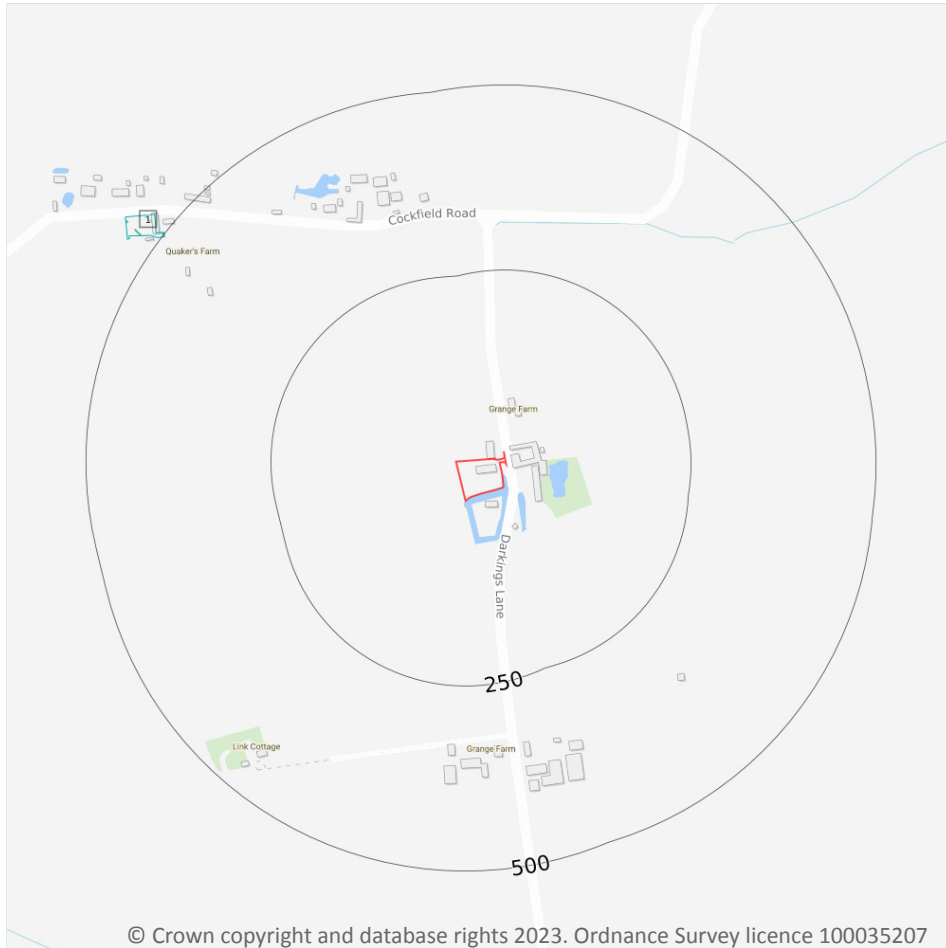 Cockfield Road
1
Quaker's Farm
Grange Farm
Darkings Lane
250
Link Cottage
Grange Farm
500
© Crown copyright and database rights 2023. Ordnance Survey licence 100035207